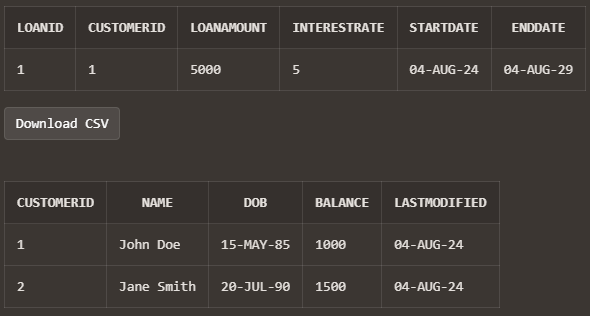 LOANID CUSTOMERID LOANAMOUNT INTERESTRATE STARTDATE ENDDATE
1 1 5000 5 04-AUG-24 04-AUG-29
Download CSV
CUSTOMERID NAME DOB BALANCE LASTMODIFIED
1 John Doe 15-MAY-85 1000 04-AUG-24
2 Jane Smith 20-JUL-90 1500 04-AUG-24